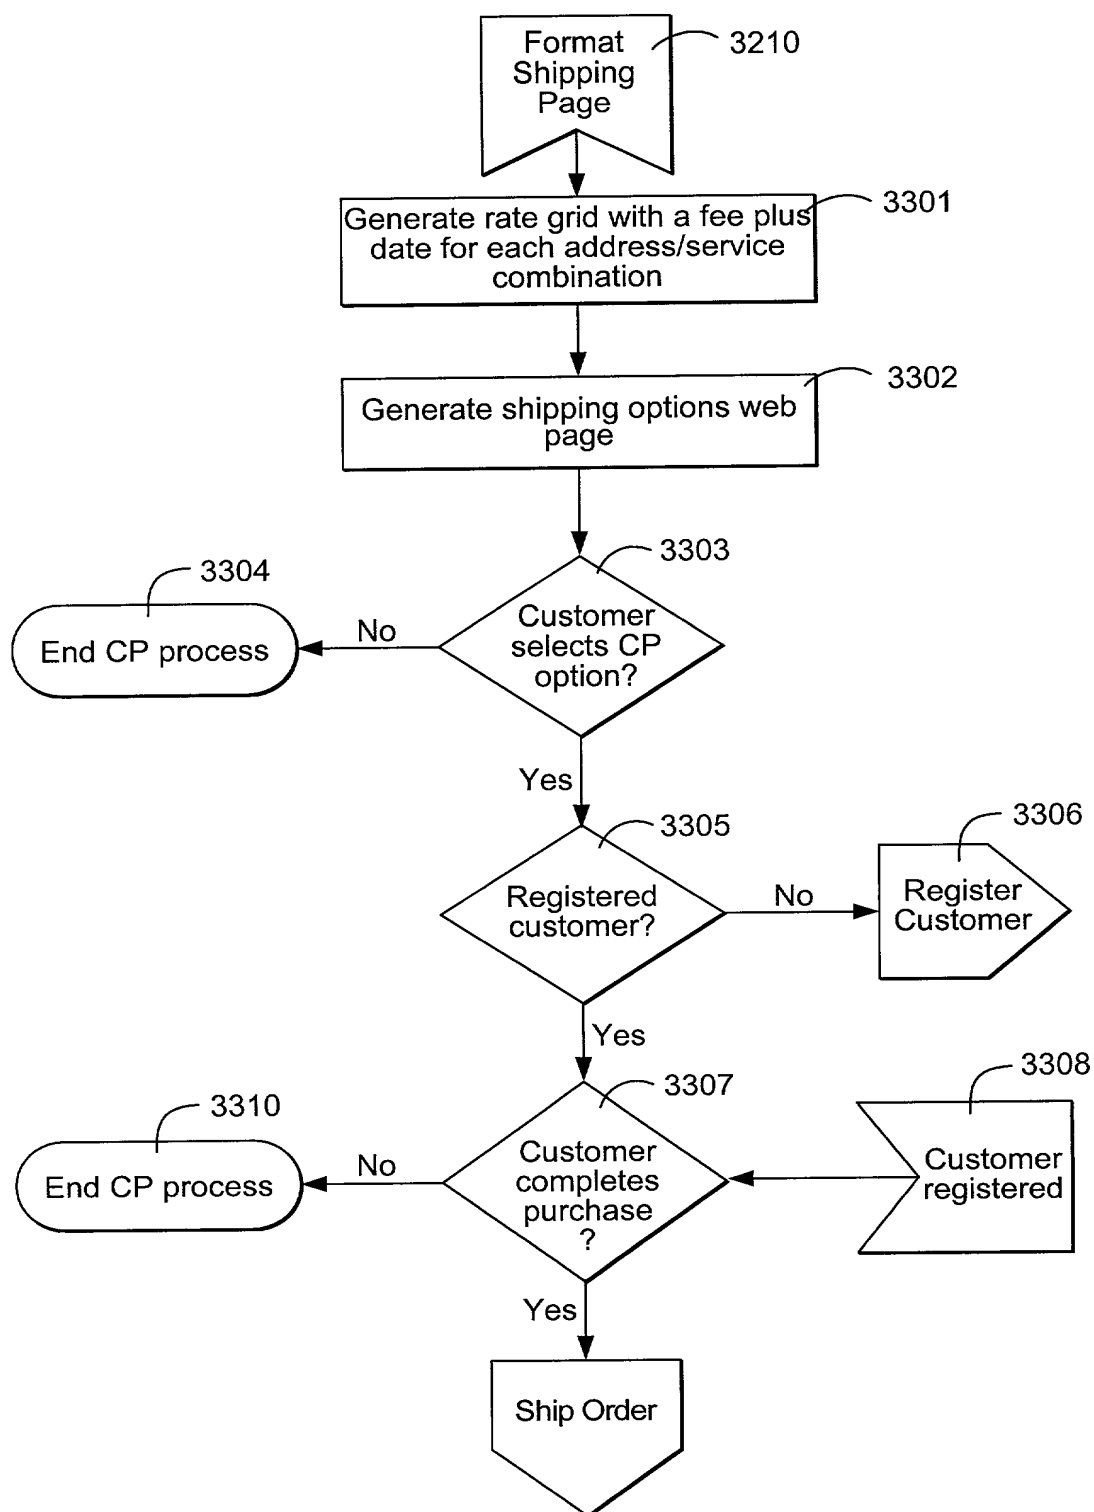 Format
Shipping
Page
3210
Generate rate grid with a fee plus
date for each address/service
combination
3301
Generate shipping options web
page
3302
Customer
selects CP
option?
3303
No
End CP process
3304
Yes
Registered
customer?
3305
No
Register
Customer
3306
Yes
Customer
completes
purchase
?
3307
Customer
registered
3308
No
End CP process
3310
Yes
Ship Order